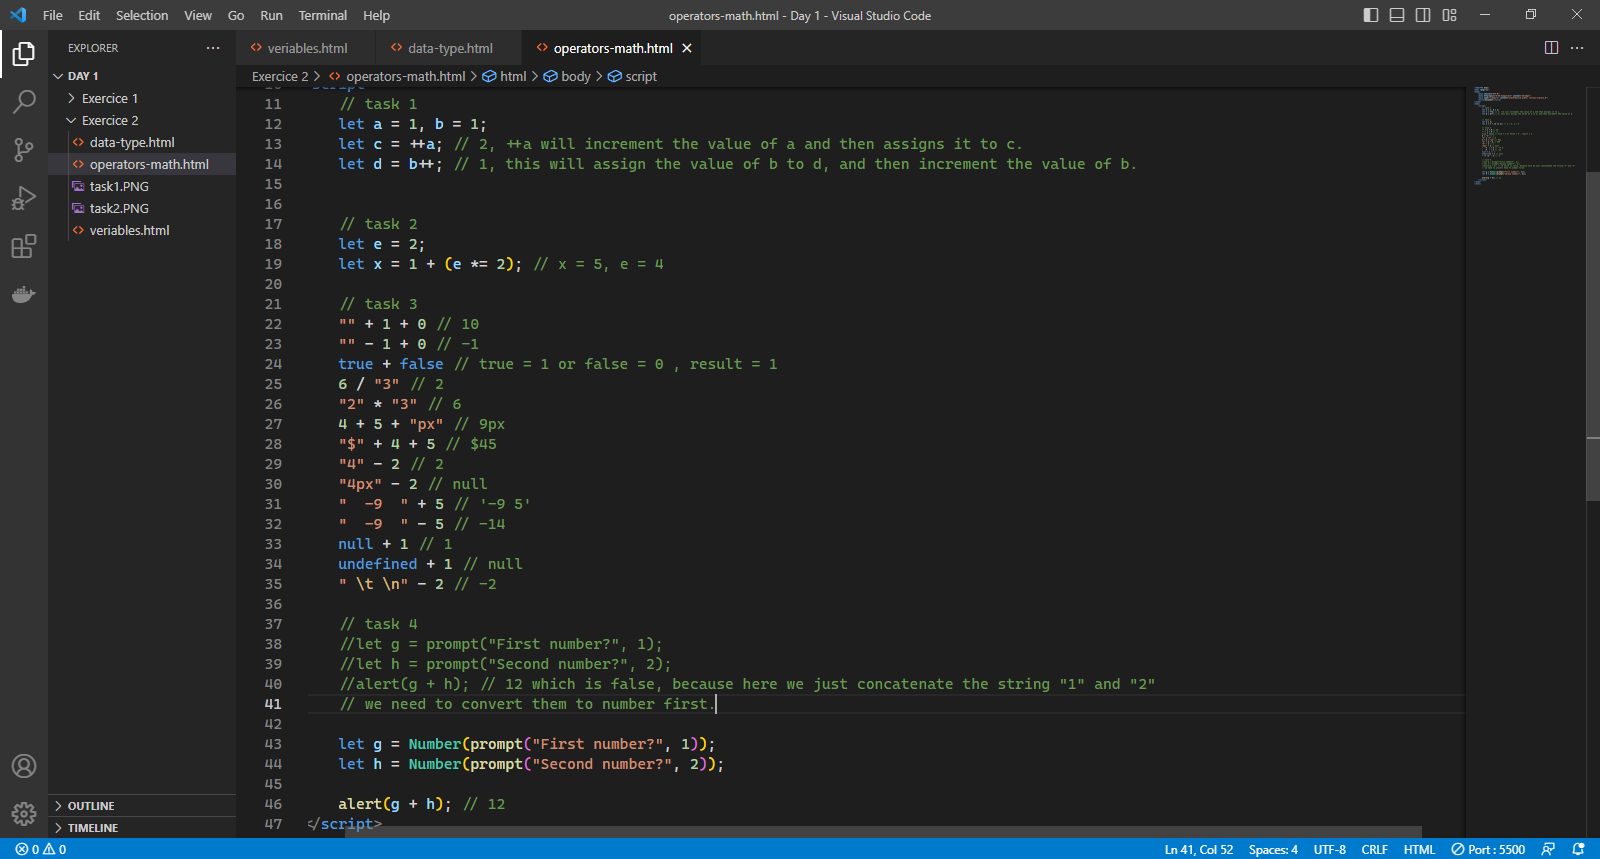 File Edit Selection View Go Run Terminal Help operators-math.html - Day 1 - Visual Studio Code
EXPLORER
DAY 1
Exercice 1
Exercice 2
data-type.html
operators-math.html
task1.PNG
task2.PNG
veriables.html
OUTLINE
TIMELINE
veriables.html data-type.html operators-math.html
Exercice 2 > operators-math.html > html > body > script
10 <script>
11 // task 1
12 let a = 1, b = 1;
13 let c = ++a; // 2, ++a will increment the value of a and then assigns it to c.
14 let d = b++; // 1, this will assign the value of b to d, and then increment the value of b.
15
16
17 // task 2
18 let e = 2;
19 let x = 1 + (e *= 2); // x = 5, e = 4
20
21 // task 3
22 "" + 1 + 0 // 10
23 "" - 1 + 0 // -1
24 true + false // true = 1 or false = 0 , result = 1
25 6 / "3" // 2
26 "2" * "3" // 6
27 4 + 5 + "px" // 9px
28 "$" + 4 + 5 // $45
29 "4" - 2 // 2
30 "4px" - 2 // null
31 "  -9  " + 5 // '-9 5'
32 "  -9  " - 5 // -14
33 null + 1 // 1
34 undefined + 1 // null
35 " \t \n" - 2 // -2
36
37 // task 4
38 //let g = prompt("First number?", 1);
39 //let h = prompt("Second number?", 2);
40 //alert(g + h); // 12 which is false, because here we just concatenate the string "1" and "2"
41 // we need to convert them to number first.
42
43 let g = Number(prompt("First number?", 1));
44 let h = Number(prompt("Second number?", 2));
45
46 alert(g + h); // 12
47 </script>
0 0 Ln 41, Col 52 Spaces: 4 UTF-8 CRLF HTML Port : 5500